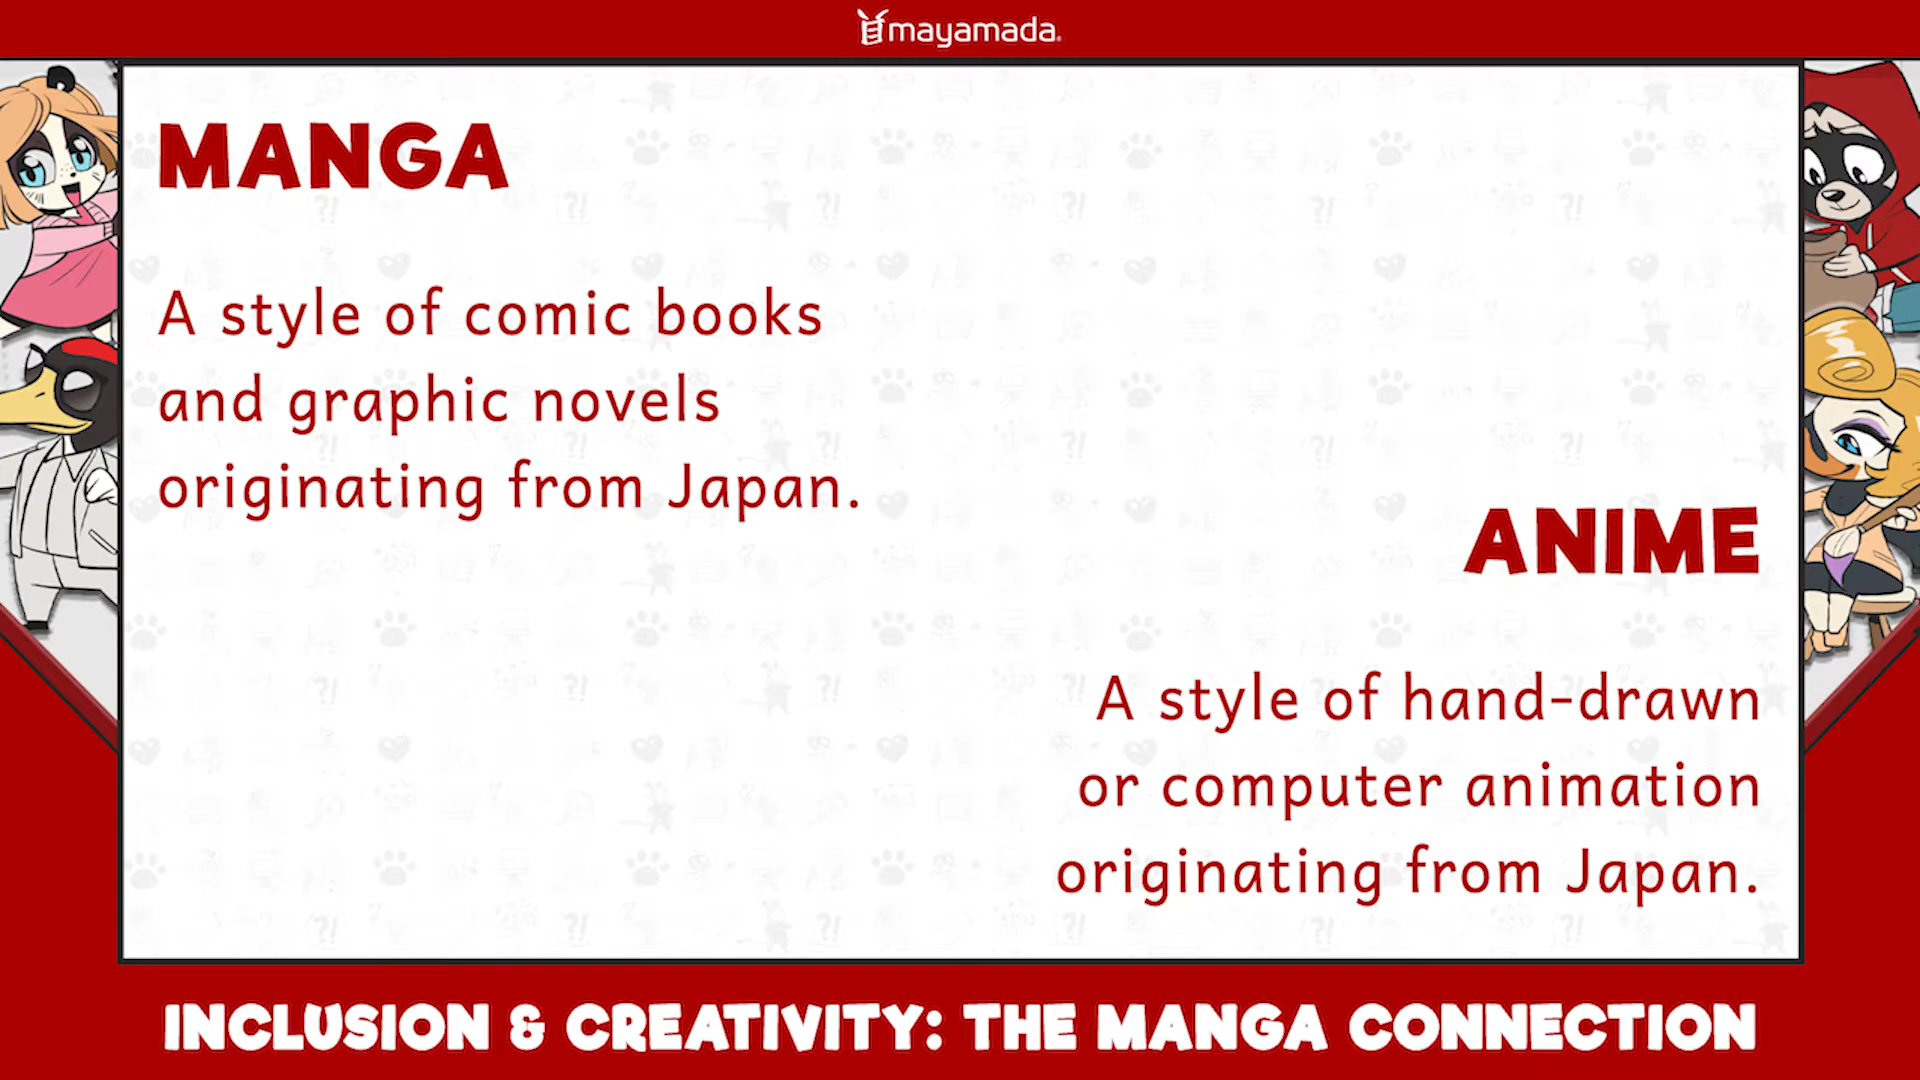 mayamada
MANGA
A style of comic books
and graphic novels
originating from Japan.
ANIME
A style of hand-drawn
or computer animation
originating from Japan.
INCLUSION & CREATIVITY: THE MANGA CONNECTION